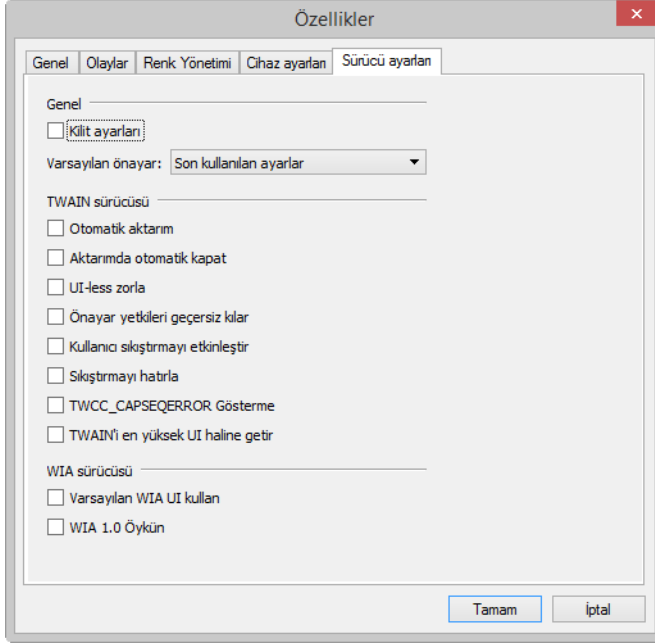 Özellikler
Genel
Olaylar
Renk Yönetimi
Cihaz ayarları
Sürücü ayarları
Genel
Kilit ayarları
Varsayılan önayar: Son kullanılan ayarlar
TWAIN sürücüsü
Otomatik aktarım
Aktarımda otomatik kapat
UI-less zorla
Önayar yetkileri geçersiz kılar
Kullanıcı sıkıştırmayı etkinleştir
Sıkıştırmayı hatırla
TWCC_CAPSEQERROR Gösterme
TWAIN'i en yüksek UI haline getir
WIA sürücüsü
Varsayılan WIA UI kullan
WIA 1.0 Öykün
Tamam
İptal